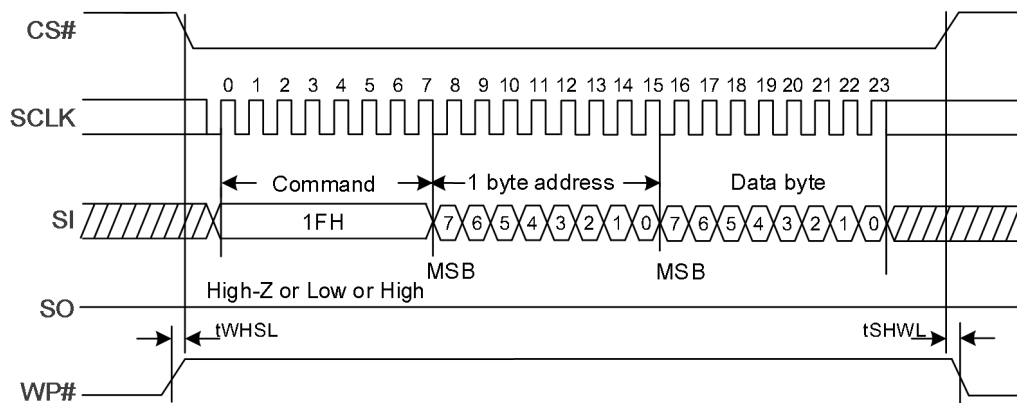 CS#
0 1 2 3 4 5 6 7 8 9 10 11 12 13 14 15 16 17 18 19 20 21 22 23
SCLK
Command 1 byte address Data byte
SI 1FH 7 6 5 4 3 2 1 0 7 6 5 4 3 2 1 0
MSB MSB
High-Z or Low or High
SO
tWHSL tSHWL
WP#